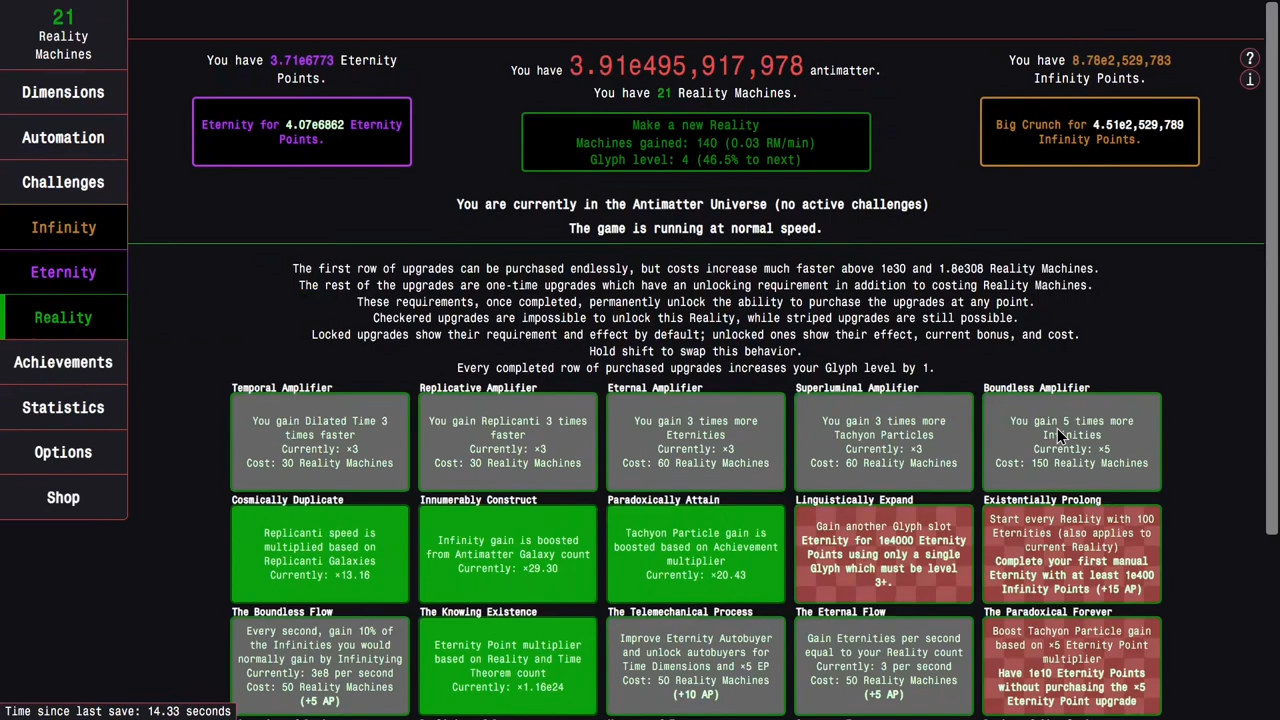 21
Reality
Machines
Dimensions
Automation
Challenges
Infinity
Eternity
Reality
Achievements
Statistics
Options
Shop
You have 3.71e6773 Eternity
Points.
Eternity for 4.07e6862 Eternity
Points.
You have 3.91e495,917,978 antimatter.
You have 21 Reality Machines.
Make a new Reality
Machines gained: 140 (0.03 RM/min)
Glyph level: 4 (46.5% to next)
You have 8.78e2,529,783
Infinity Points.
Big Crunch for 4.51e2,529,789
Infinity Points.
?
i
You are currently in the Antimatter Universe (no active challenges)
The game is running at normal speed.
The first row of upgrades can be purchased endlessly, but costs increase much faster above 1e30 and 1.8e308 Reality Machines.
The rest of the upgrades are one-time upgrades which have an unlocking requirement in addition to costing Reality Machines.
These requirements, once completed, permanently unlock the ability to purchase the upgrades at any point.
Checkered upgrades are impossible to unlock this Reality, while striped upgrades are still possible.
Locked upgrades show their requirement and effect by default; unlocked ones show their effect, current bonus, and cost.
Hold shift to swap this behavior.
Every completed row of purchased upgrades increases your Glyph level by 1.
Temporal Amplifier
You gain Dilated Time 3
times faster
Currently: ×3
Cost: 30 Reality Machines
Replicative Amplifier
You gain Replicanti 3 times
faster
Currently: ×3
Cost: 30 Reality Machines
Eternal Amplifier
You gain 3 times more
Eternities
Currently: ×3
Cost: 60 Reality Machines
Superluminal Amplifier
You gain 3 times more
Tachyon Particles
Currently: ×3
Cost: 60 Reality Machines
Boundless Amplifier
You gain 5 times more
Infinities
Currently: ×5
Cost: 150 Reality Machines
Cosmically Duplicate
Replicanti speed is
multiplied based on
Replicanti Galaxies
Currently: ×13.16
Innumerably Construct
Infinity gain is boosted
from Antimatter Galaxy count
Currently: ×29.30
Paradoxically Attain
Tachyon Particle gain is
boosted based on Achievement
multiplier
Currently: ×20.43
Linguistically Expand
Gain another Glyph slot
Eternity for 1e4000 Eternity
Points using only a single
Glyph which must be level
3+.
Existentially Prolong
Start every Reality with 100
Eternities (also applies to
current Reality)
Complete your first manual
Eternity with at least 1e400
Infinity Points (+15 AP)
The Boundless Flow
Every second, gain 10% of
the Infinities you would
normally gain by Infinitying
Currently: 3e8 per second
Cost: 50 Reality Machines
(+5 AP)
The Knowing Existence
Eternity Point multiplier
based on Reality and Time
Theorem count
Currently: ×1.16e24
The Telemechanical Process
Improve Eternity Autobuyer
and unlock autobuyers for
Time Dimensions and ×5 EP
Cost: 50 Reality Machines
(+10 AP)
The Eternal Flow
Gain Eternities per second
equal to your Reality count
Currently: 3 per second
Cost: 50 Reality Machines
(+5 AP)
The Paradoxical Forever
Boost Tachyon Particle gain
based on ×5 Eternity Point
multiplier
Have 1e10 Eternity Points
without purchasing the ×5
Eternity Point upgrade
Time since last save: 14.33 seconds